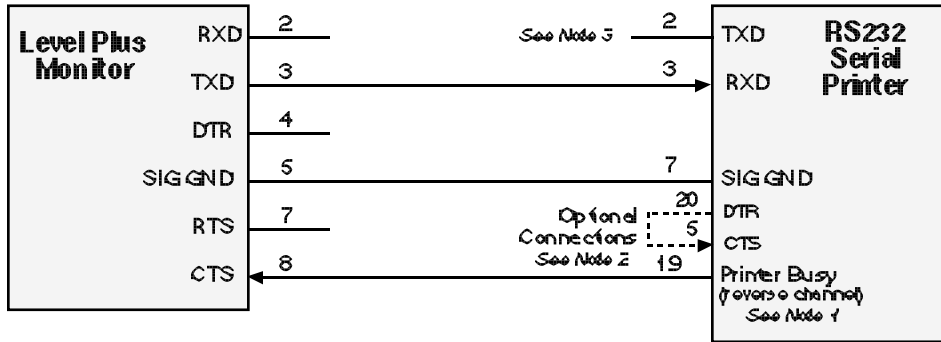 Level Plus
Monitor
RXD 2
TXD 3
DTR 4
SIG GND 5
RTS 7
CTS 8
See Note 3
2 TXD
3 RXD
7 SIG GND
20 DTR
5 CTS
Optional
Connections
See Note 2
19 Printer Busy
(reverse channel)
See Note 1
RS232
Serial
Printer